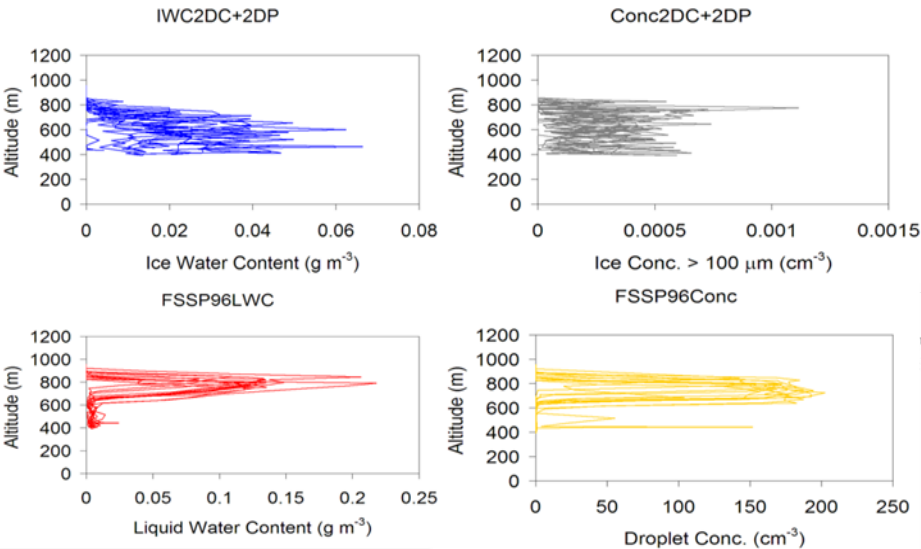 IWC2DC+2DP
Conc2DC+2DP
1200
1000
800
600
400
200
0
Altitude (m)
0 0.02 0.04 0.06 0.08
Ice Water Content (g m-3)
1200
1000
800
600
400
200
0
Altitude (m)
0 0.0005 0.001 0.0015
Ice Conc. > 100 μm (cm-3)
FSSP96LWC
FSSP96Conc
1200
1000
800
600
400
200
0
Altitude (m)
0 0.05 0.1 0.15 0.2 0.25
Liquid Water Content (g m-3)
1200
1000
800
600
400
200
0
Altitude (m)
0 50 100 150 200 250
Droplet Conc. (cm-3)